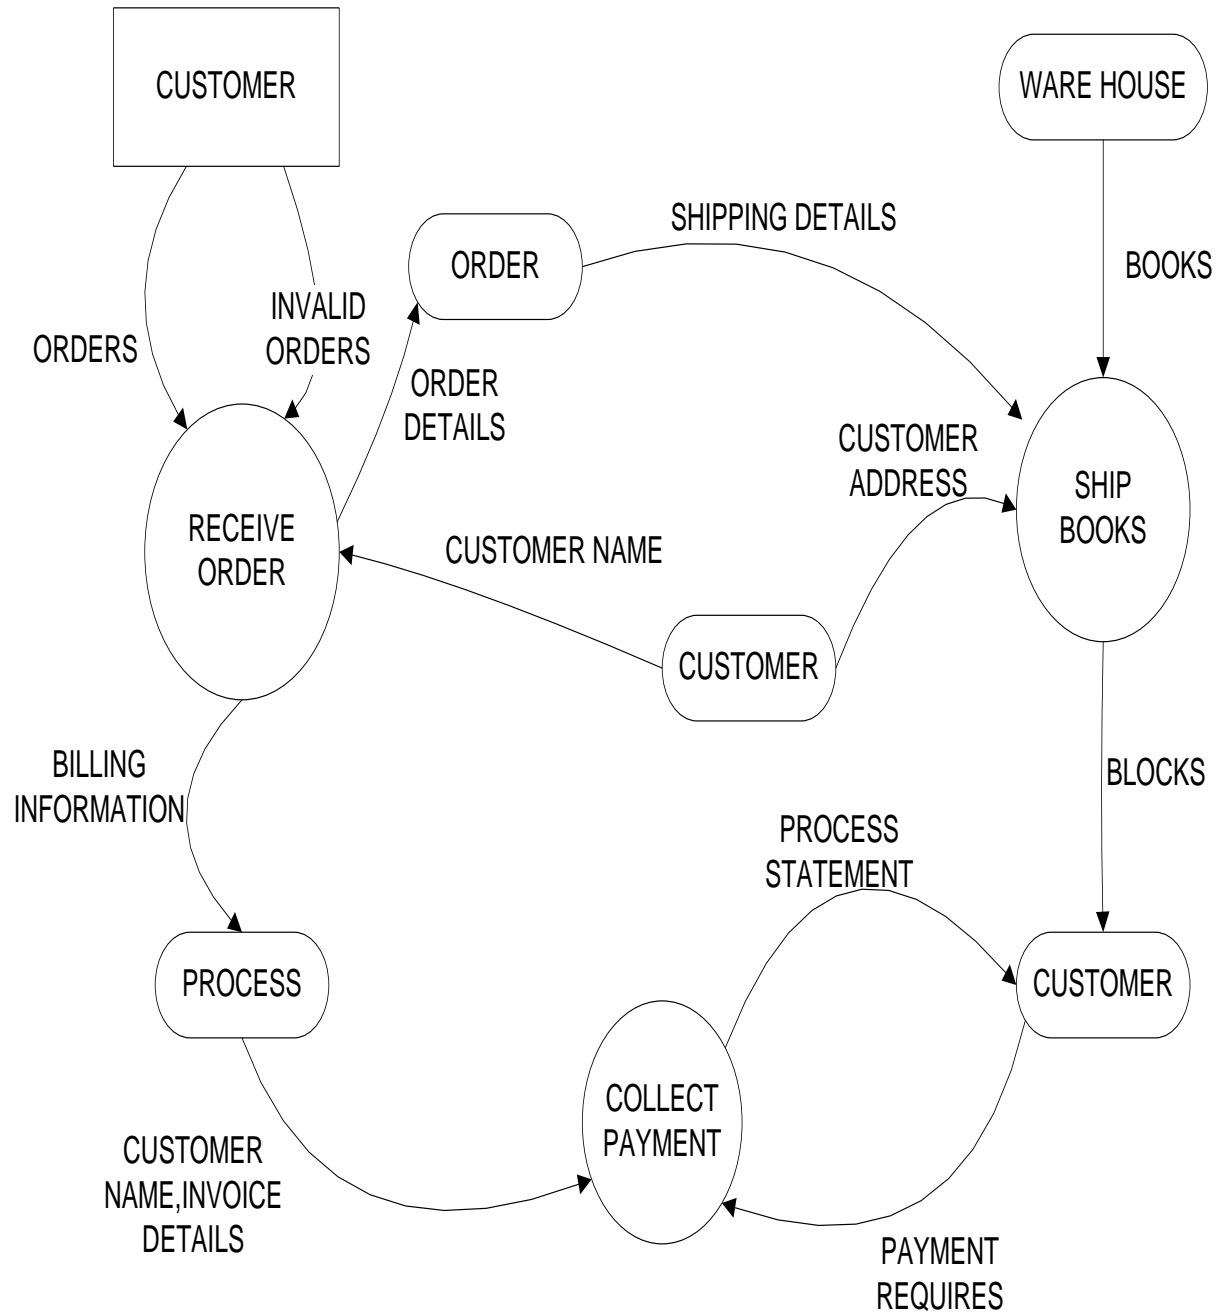 CUSTOMER
WARE HOUSE
SHIPPING DETAILS
ORDER
BOOKS
INVALID
ORDERS
ORDERS
ORDER
DETAILS
CUSTOMER
ADDRESS
SHIP
BOOKS
RECEIVE
ORDER
CUSTOMER NAME
CUSTOMER
BILLING
INFORMATION
BLOCKS
PROCESS
STATEMENT
PROCESS
CUSTOMER
COLLECT
PAYMENT
CUSTOMER
NAME,INVOICE
DETAILS
PAYMENT
REQUIRES